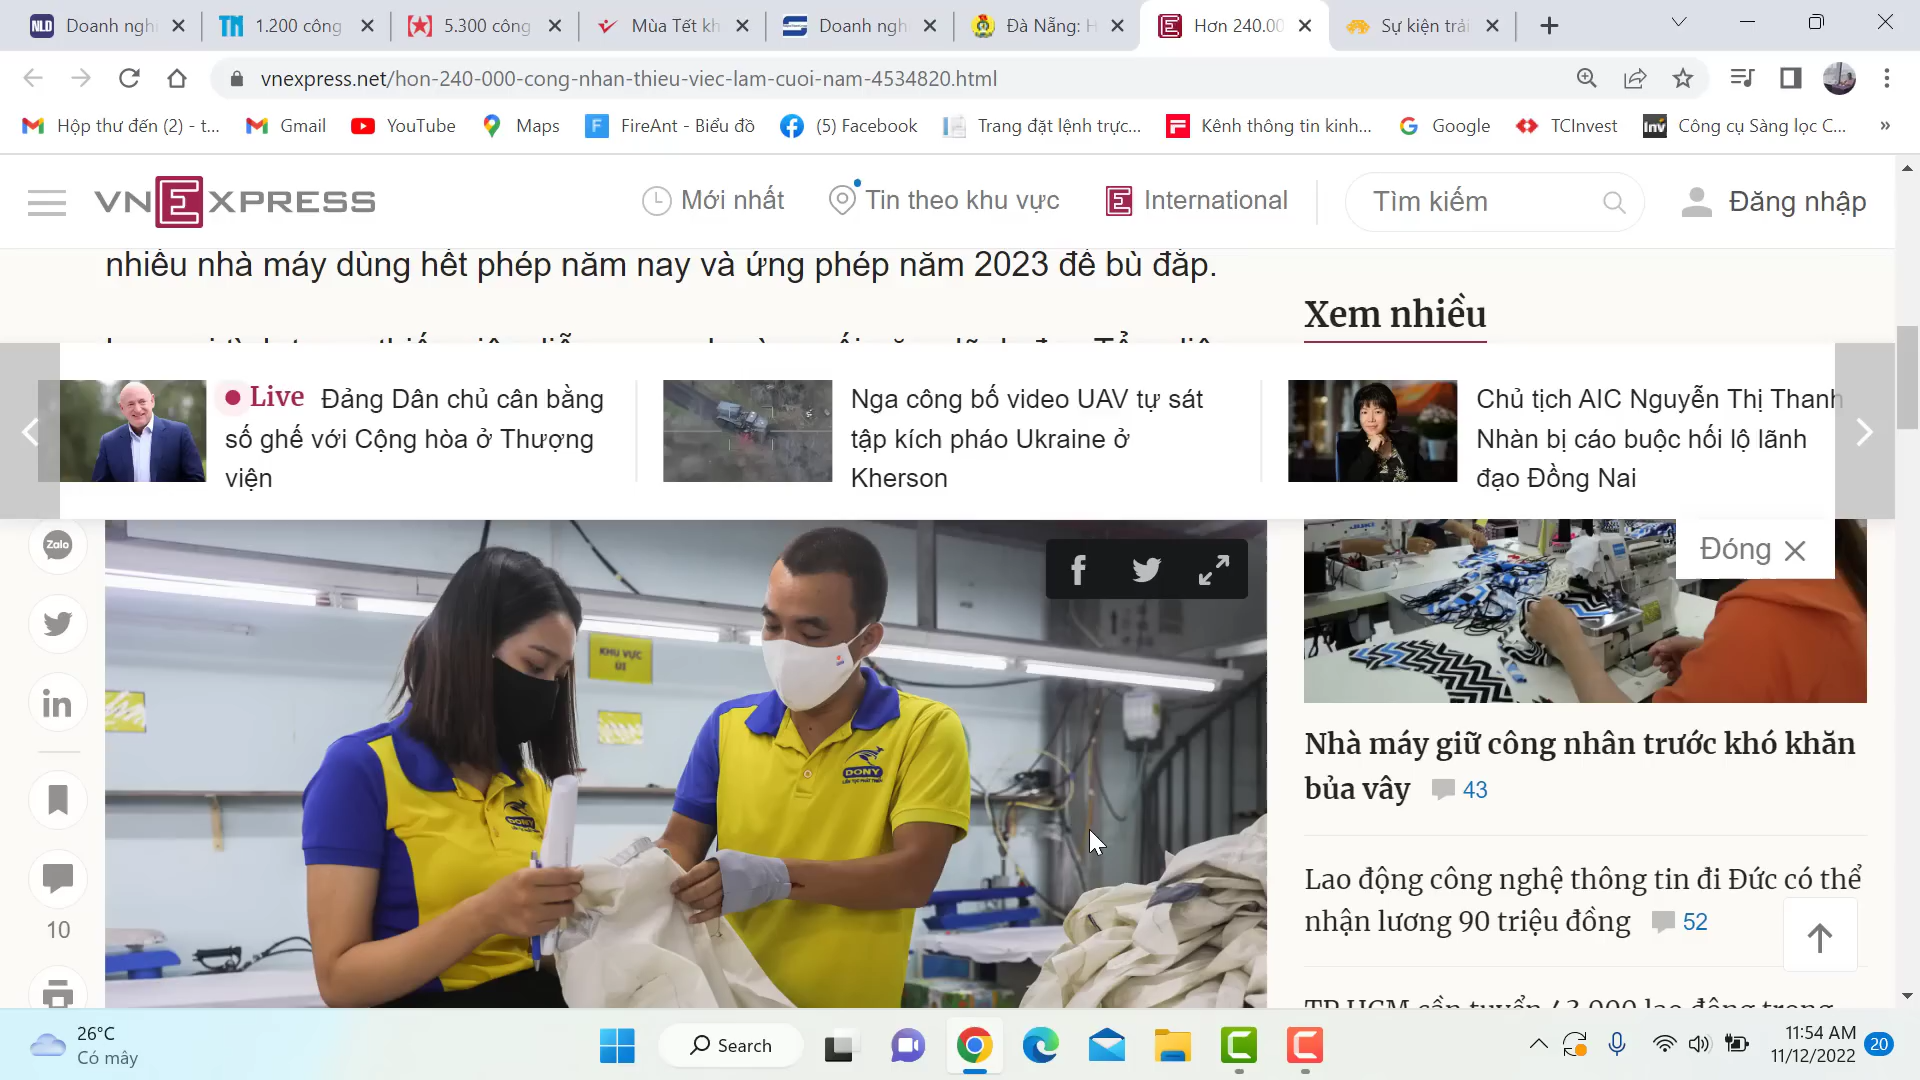 Doanh ngh
1.200 công
5.300 công
Mùa Tết kh
Doanh ngh
Đà Nẵng: H
Hơn 240.00
Sự kiện trải
vnexpress.net/hon-240-000-cong-nhan-thieu-viec-lam-cuoi-nam-4534820.html
Hộp thư đến (2) - t...
Gmail
YouTube
Maps
FireAnt - Biểu đồ
(5) Facebook
Trang đặt lệnh trực...
Kênh thông tin kinh...
Google
TCInvest
Công cụ Sàng lọc C...
VNEXPRESS
Mới nhất
Tin theo khu vực
International
Tìm kiếm
Đăng nhập
nhiều nhà máy dùng hết phép năm nay và ứng phép năm 2023 để bù đắp.
Xem nhiều
Live Đảng Dân chủ cân bằng
số ghế với Cộng hòa ở Thượng
viện
Nga công bố video UAV tự sát
tập kích pháo Ukraine ở
Kherson
Chủ tịch AIC Nguyễn Thị Thanh
Nhàn bị cáo buộc hối lộ lãnh
đạo Đồng Nai
Đóng
Zalo
KHU VỰC
ỦI
DONY
DONY
Nhà máy giữ công nhân trước khó khăn
bủa vây 43
Lao động công nghệ thông tin đi Đức có thể
nhận lương 90 triệu đồng 52
10
26°C
Có mây
Search
11:54 AM
11/12/2022
20